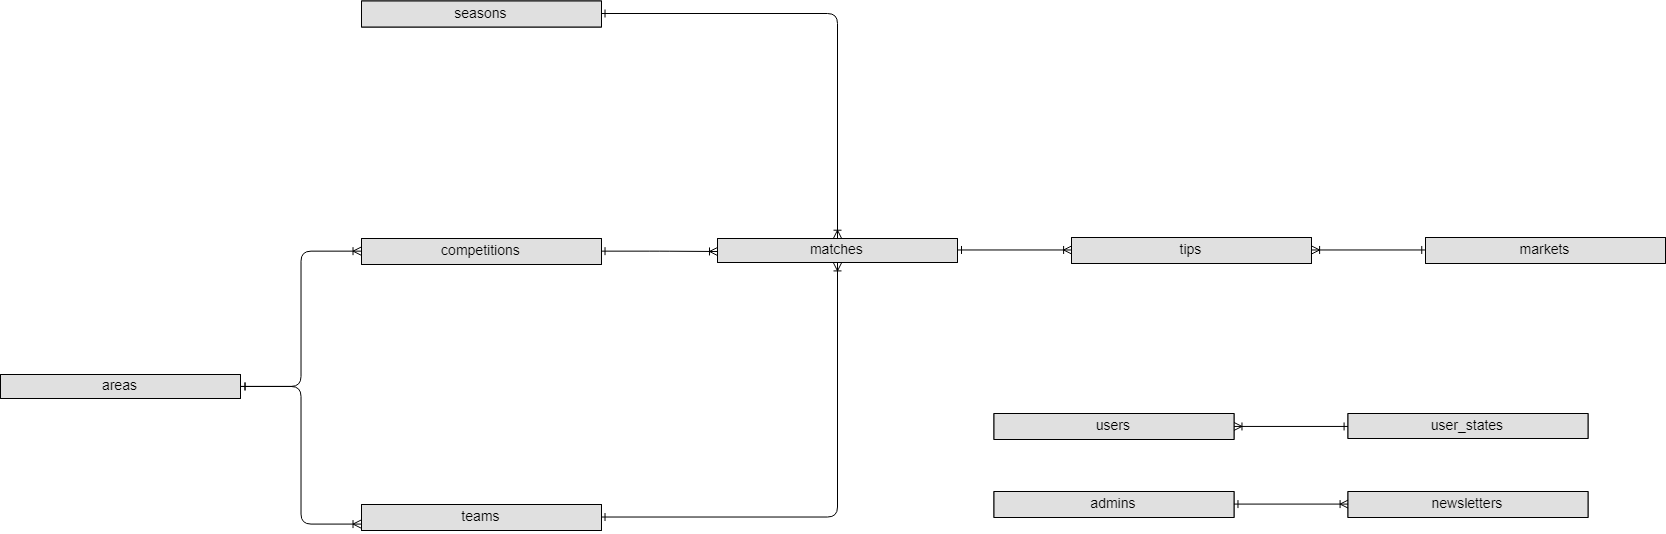 seasons
competitions
matches
tips
markets
areas
users
user_states
teams
admins
newsletters